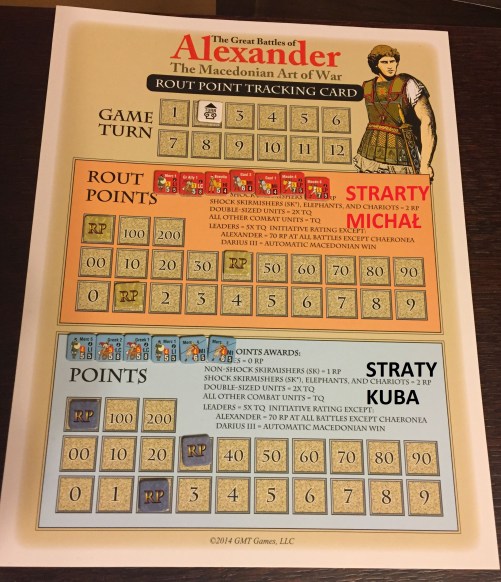 The Great Battles of
Alexander
The Macedonian Art of War
ROUT POINT TRACKING CARD
GAME TURN
1 3 4 5 6
7 8 9 10 11 12
ROUT POINTS
STRARTY MICHAŁ
SHOCK SKIRMISHERS (SK*), ELEPHANTS, AND CHARIOTS = 2 RP
DOUBLE-SIZED UNITS = 2X TQ
ALL OTHER COMBAT UNITS = TQ
LEADERS = 5X TQ INITIATIVE RATING EXCEPT:
ALEXANDER = 70 RP AT ALL BATTLES EXCEPT CHAERONEA
DARIUS III = AUTOMATIC MACEDONIAN WIN
RP 100 200
00 10 20 30 RP 50 60 70 80 90
0 RP 2 3 4 5 6 7 8 9
POINTS
OINTS AWARDS:
= 0 RP
NON-SHOCK SKIRMISHERS (SK) = 1 RP
SHOCK SKIRMISHERS (SK*), ELEPHANTS, AND CHARIOTS = 2 RP
DOUBLE-SIZED UNITS = 2X TQ
ALL OTHER COMBAT UNITS = TQ
LEADERS = 5X TQ INITIATIVE RATING EXCEPT:
ALEXANDER = 70 RP AT ALL BATTLES EXCEPT CHAERONEA
DARIUS III = AUTOMATIC MACEDONIAN WIN
STRATY KUBA
RP 100 200
00 10 20 RP 40 50 60 70 80 90
0 1 RP 3 4 5 6 7 8 9
©2014 GMT Games, LLC